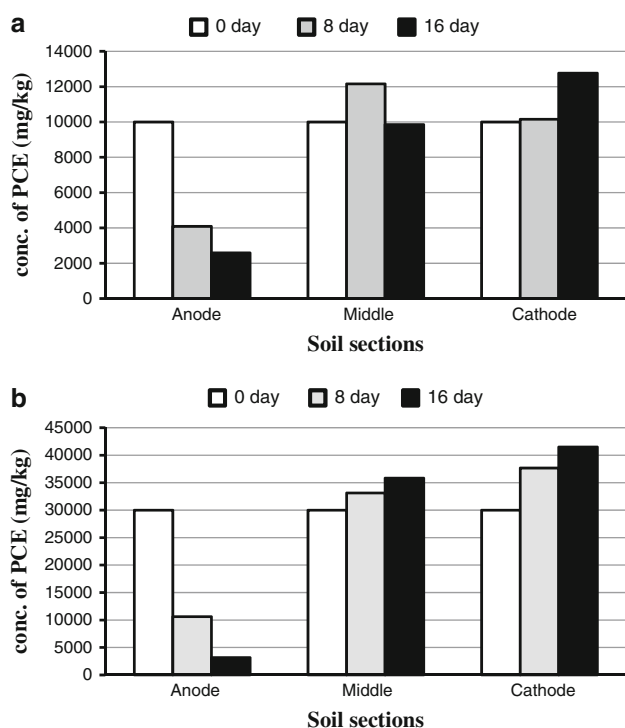 a
0 day 8 day 16 day
conc. of PCE (mg/kg)
14000
12000
10000
8000
6000
4000
2000
0
Anode Middle Cathode
Soil sections
b
0 day 8 day 16 day
conc. of PCE (mg/kg)
45000
40000
35000
30000
25000
20000
15000
10000
5000
0
Anode Middle Cathode
Soil sections